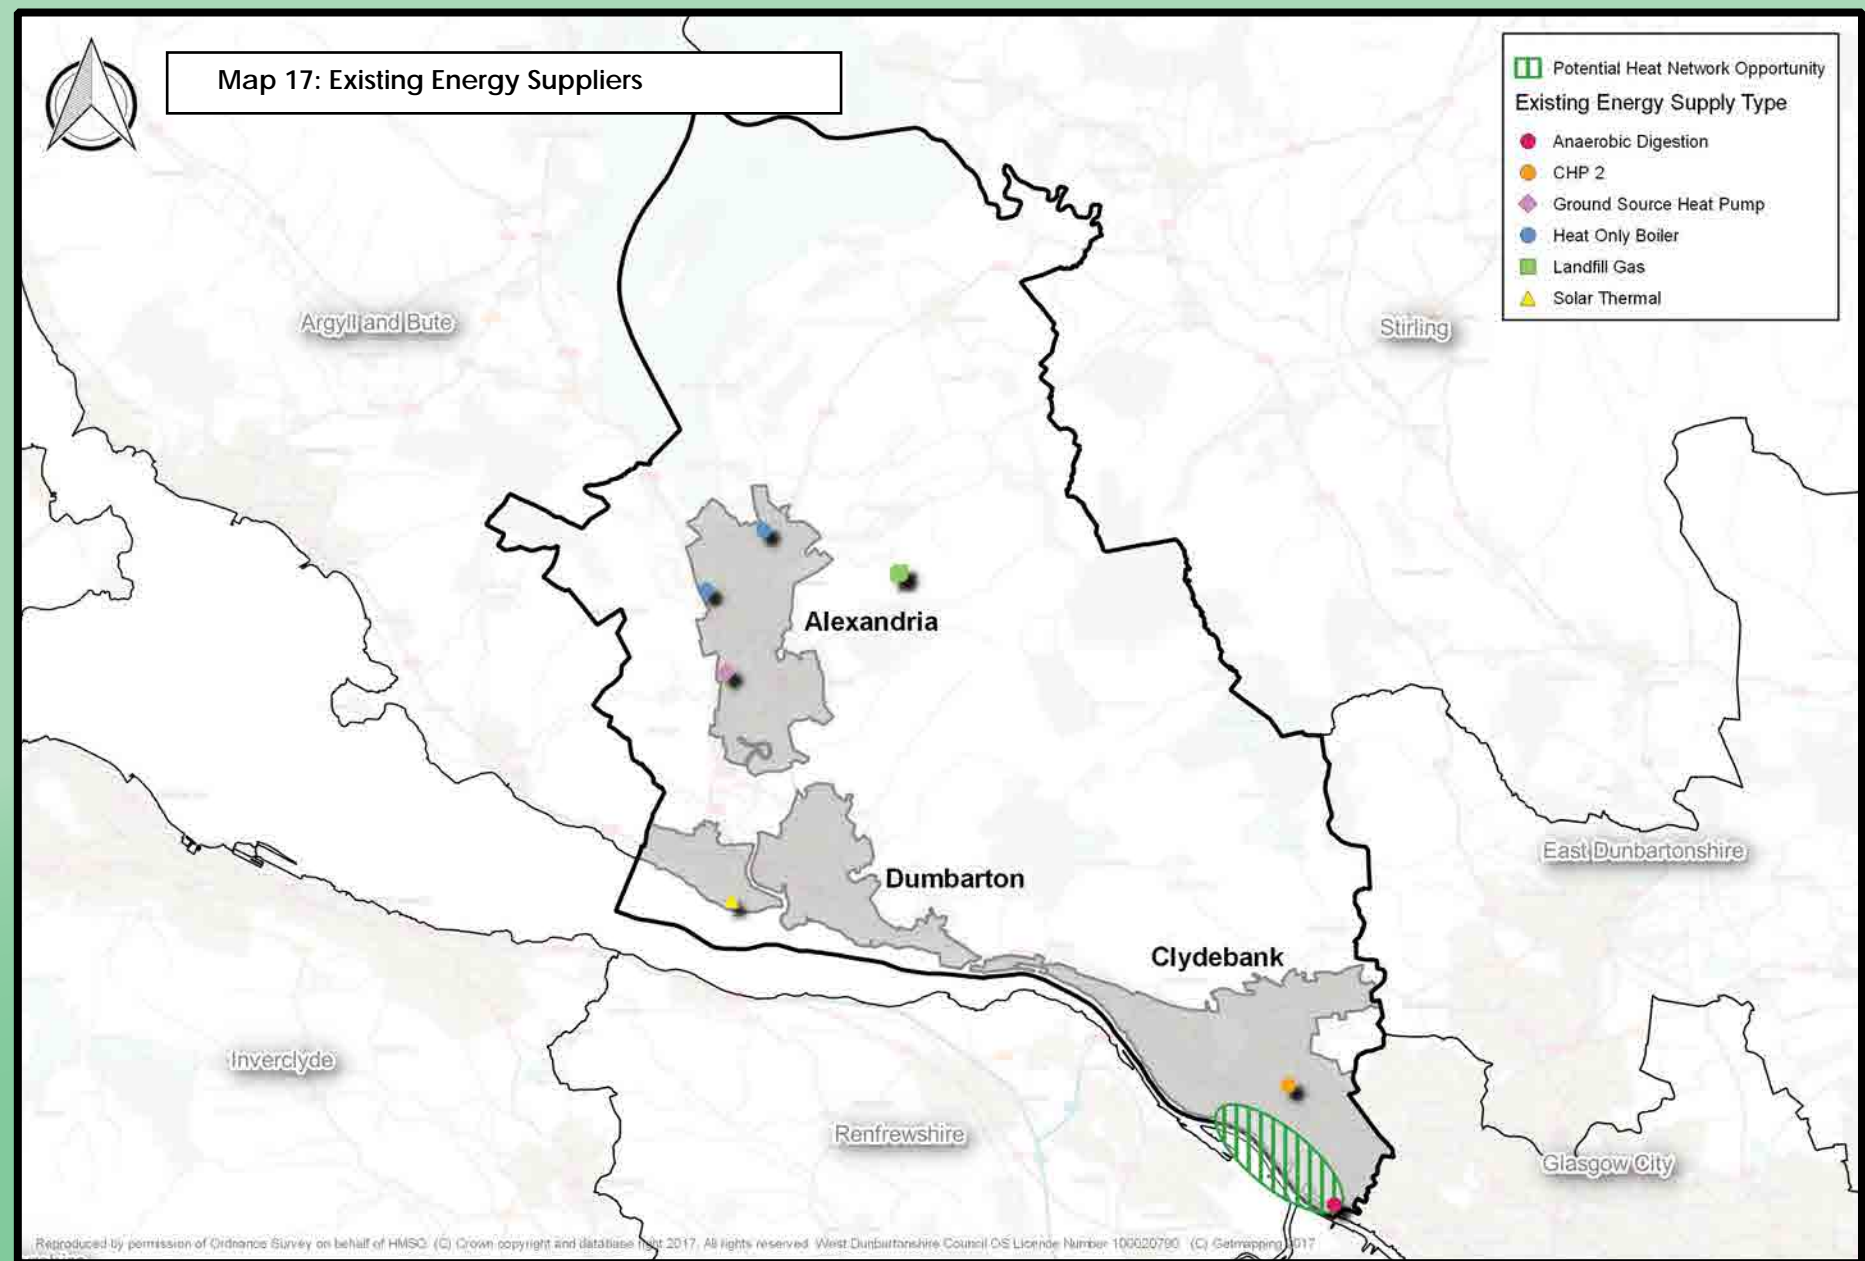 Map 17: Existing Energy Suppliers
Potential Heat Network Opportunity
Existing Energy Supply Type
Anaerobic Digestion
CHP 2
Ground Source Heat Pump
Heat Only Boiler
Landfill Gas
Solar Thermal
Argyll and Bute
Stirling
Alexandria
East Dunbartonshire
Dumbarton
Clydebank
Inverclyde
Renfrewshire
Glasgow City
Reproduced by permission of Ordnance Survey on behalf of HMSO. (C) Crown copyright and database right 2017. All rights reserved. West Dunbartonshire Council OS Licence Number 100020790 (C) Getmapping 2017